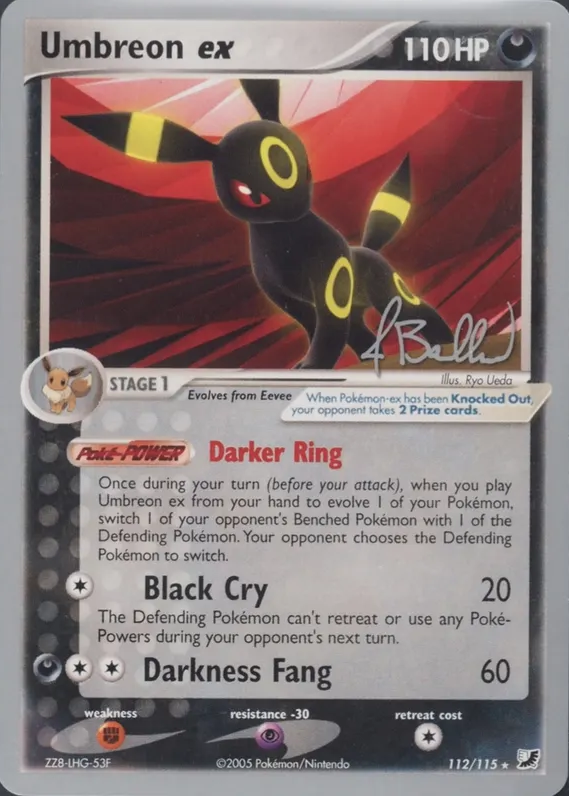 Umbreon ex 110 HP
Illus. Ryo Ueda
STAGE 1
Evolves from Eevee
When Pokémon-ex has been Knocked Out,
your opponent takes 2 Prize cards.
Poké-POWER Darker Ring
Once during your turn (before your attack), when you play
Umbreon ex from your hand to evolve 1 of your Pokémon,
switch 1 of your opponent's Benched Pokémon with 1 of the
Defending Pokémon. Your opponent chooses the Defending
Pokémon to switch.
Black Cry 20
The Defending Pokémon can't retreat or use any Poké-
Powers during your opponent's next turn.
Darkness Fang 60
weakness resistance -30 retreat cost
ZZ8-LHG-53F ©2005 Pokémon/Nintendo 112/115 ★